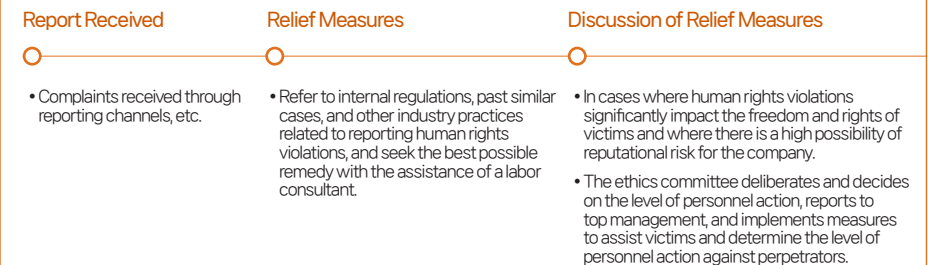 Report Received
• Complaints received through
reporting channels, etc.
Relief Measures
• Refer to internal regulations, past similar
cases, and other industry practices
related to reporting human rights
violations, and seek the best possible
remedy with the assistance of a labor
consultant.
Discussion of Relief Measures
• In cases where human rights violations
significantly impact the freedom and rights of
victims and where there is a high possibility of
reputational risk for the company.
• The ethics committee deliberates and decides
on the level of personnel action, reports to
top management, and implements measures
to assist victims and determine the level of
personnel action against perpetrators.